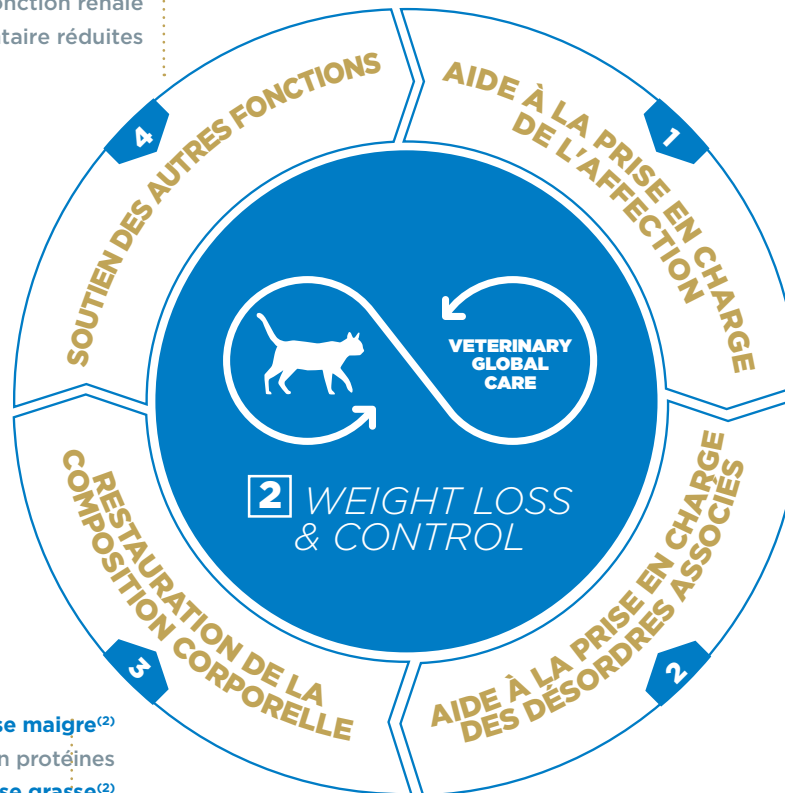 onction rénale
taire réduites
AIDE À LA PRISE EN CHARGE
DE L'AFFECTION
1
AIDE À LA PRISE EN CHARGE
DES DÉSORDRES ASSOCIÉS
2
RESTAURATION DE LA
COMPOSITION CORPORELLE
3
SOUTIEN DES AUTRES FONCTIONS
4
VETERINARY
GLOBAL
CARE
2 WEIGHT LOSS
& CONTROL
se maigre(2)
n protéines
se grasse(2)